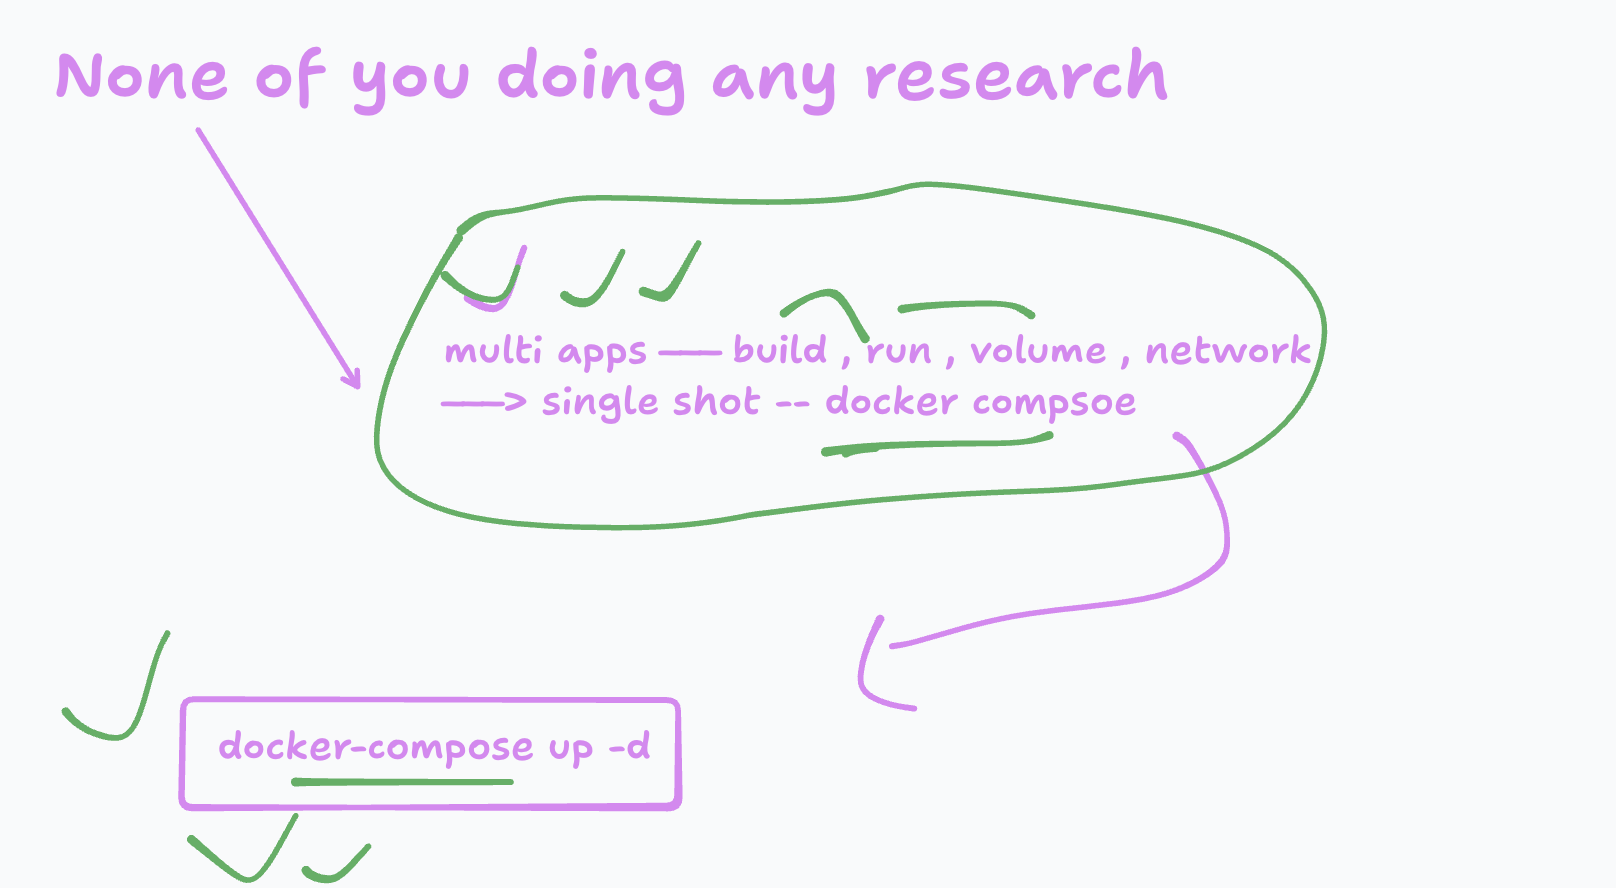 None of you doing any research
multi apps —— build , run , volume , network
——> single shot -- docker compsoe
docker-compose up -d